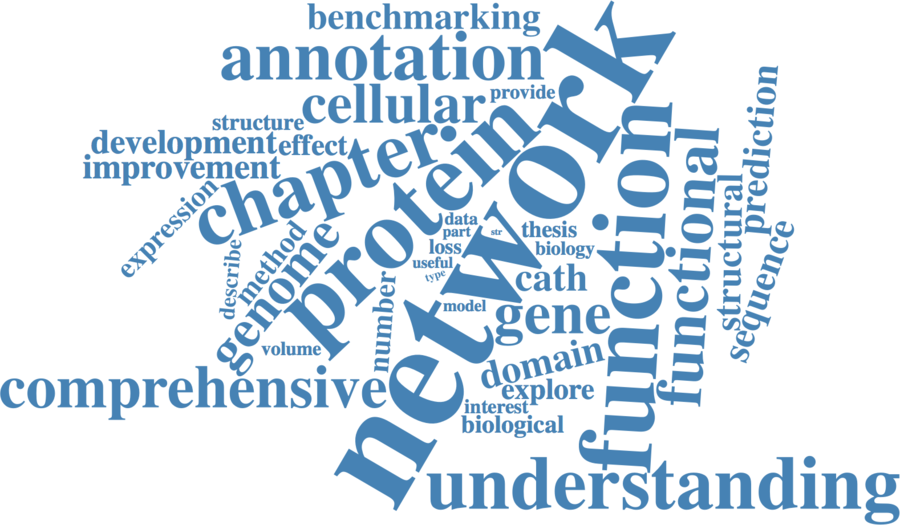 benchmarking
annotation
network
cellular
provide
structure
development
effect
improvement
chapter
protein
function
functional
prediction
structural
sequence
expression
describe
method
genome
data
part
str
loss
useful
type
thesis
biology
cath
number
model
gene
volume
domain
comprehensive
explore
interest
biological
understanding